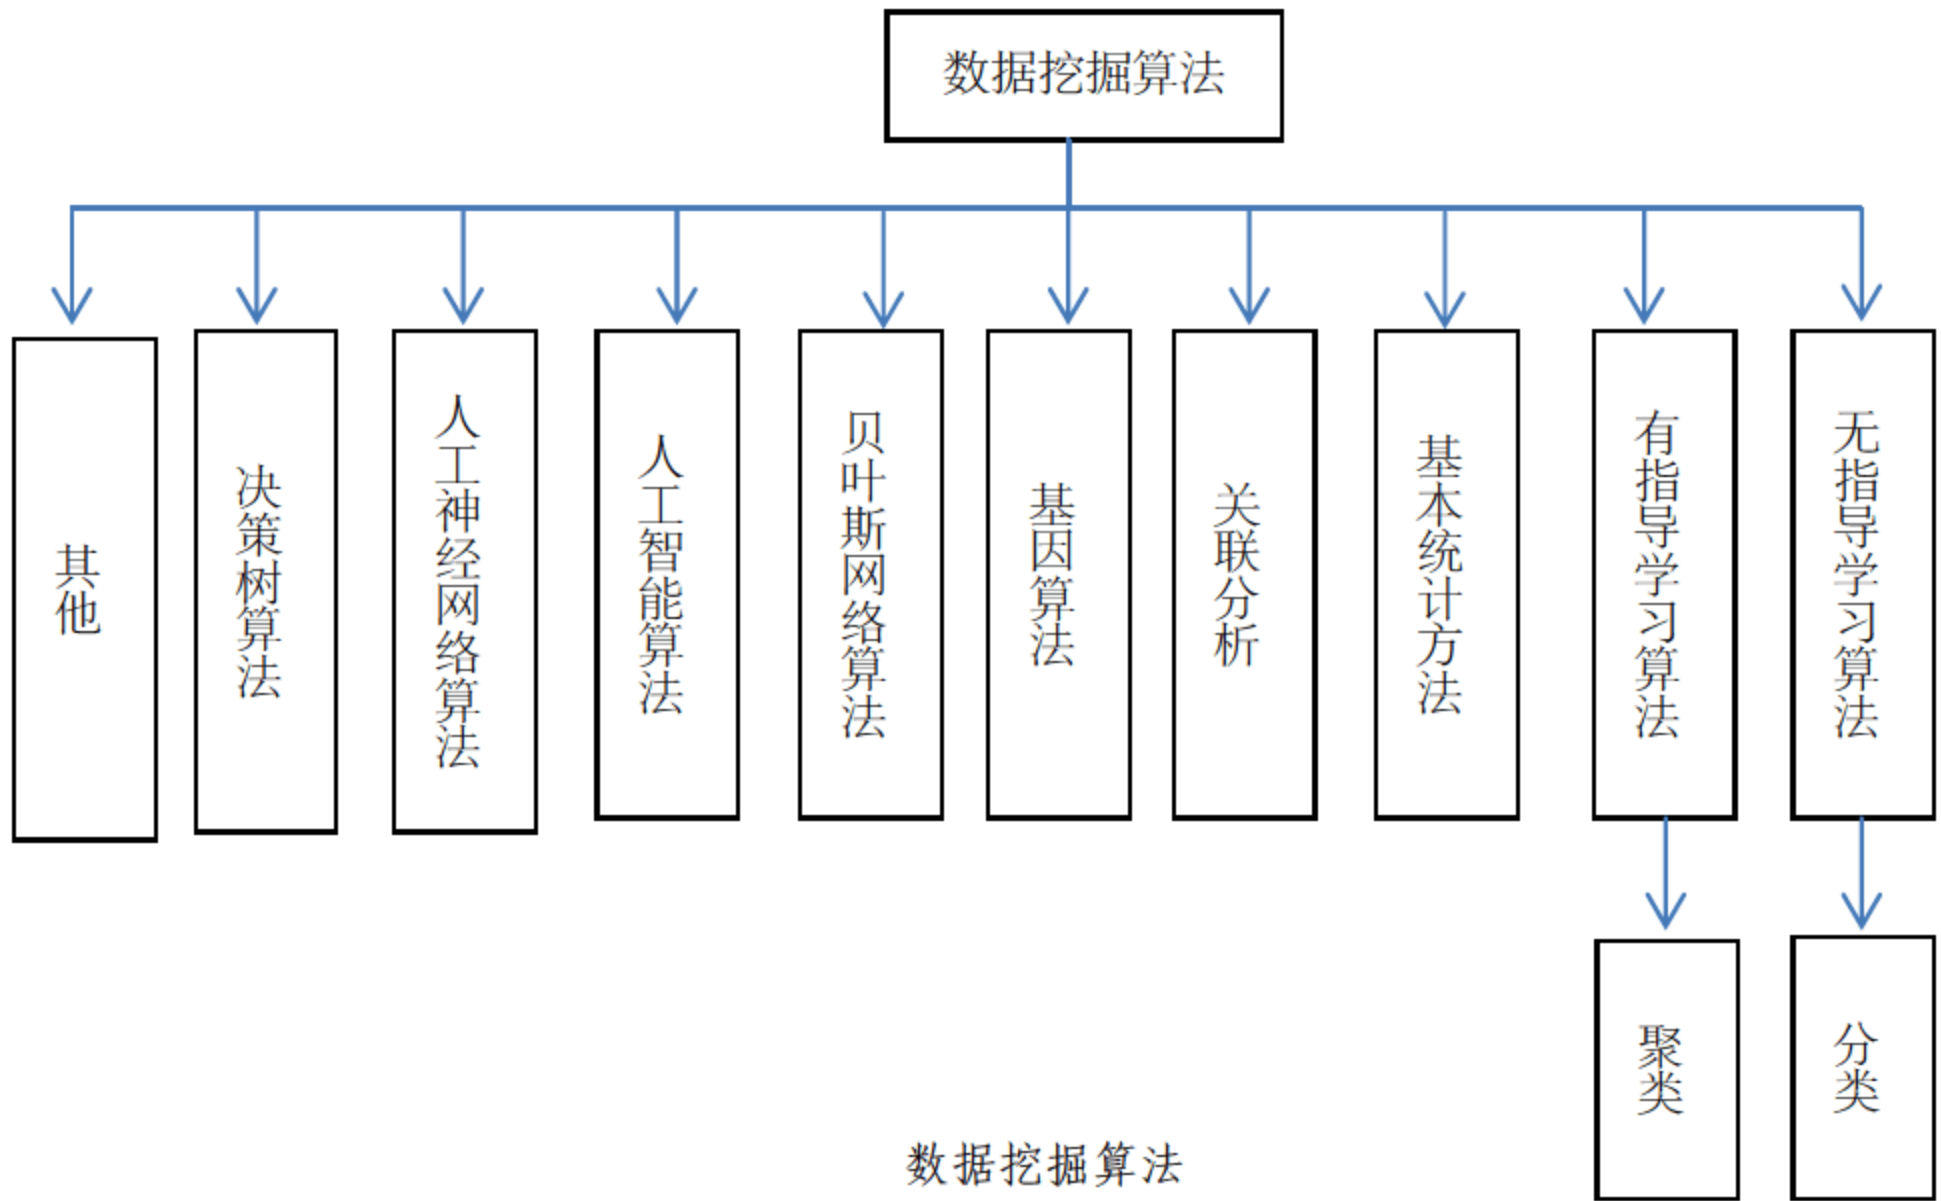 数据挖掘算法
其他
决策树算法
人工神经网络算法
人工智能算法
贝叶斯网络算法
基因算法
关联分析
基本统计方法
有指导学习算法
无指导学习算法
聚类
分类
数据挖掘算法